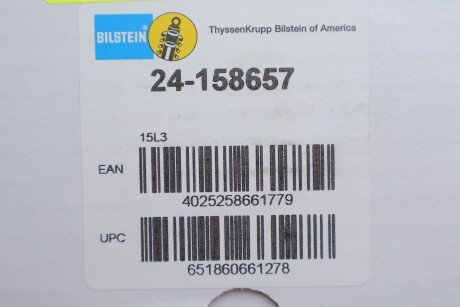 BILSTEIN
ThyssenKrupp Bilstein of America
24-158657
15L3
EAN
4025258661779
UPC
651860661278